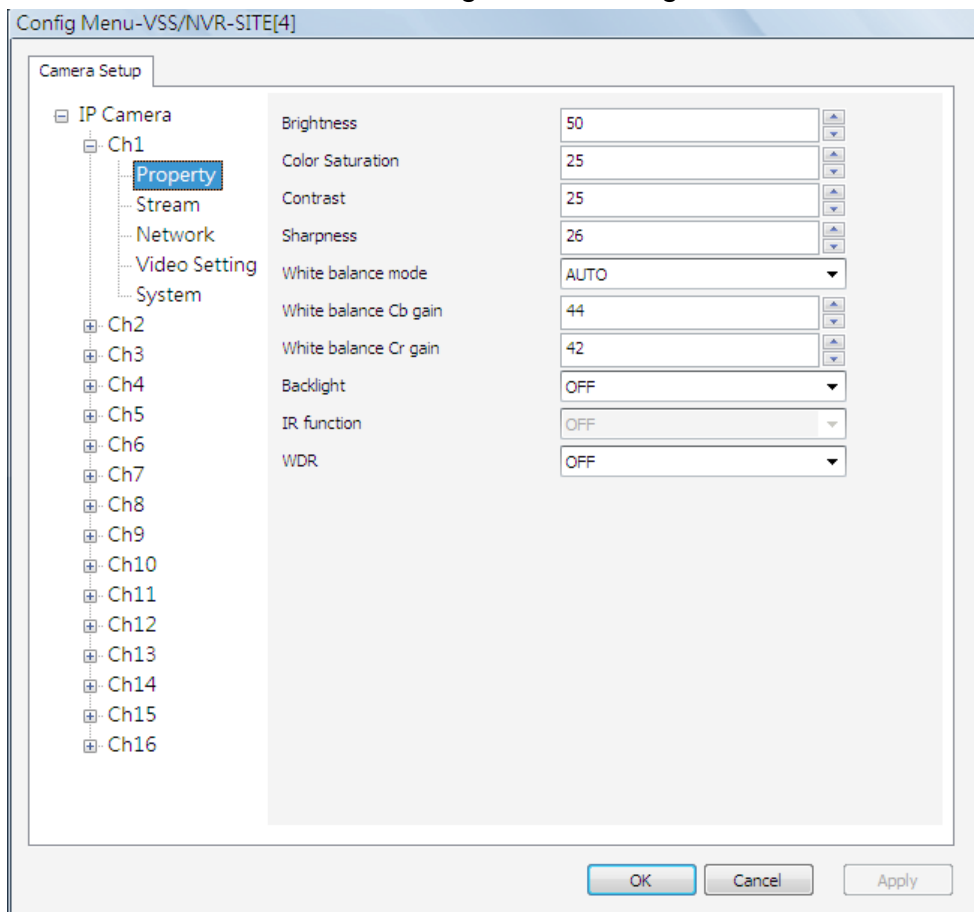 Config Menu-VSS/NVR-SITE[4]
Camera Setup
IP Camera
Ch1
Property
Stream
Network
Video Setting
System
Ch2
Ch3
Ch4
Ch5
Ch6
Ch7
Ch8
Ch9
Ch10
Ch11
Ch12
Ch13
Ch14
Ch15
Ch16
Brightness 50
Color Saturation 25
Contrast 25
Sharpness 26
White balance mode AUTO
White balance Cb gain 44
White balance Cr gain 42
Backlight OFF
IR function OFF
WDR OFF
OK Cancel Apply